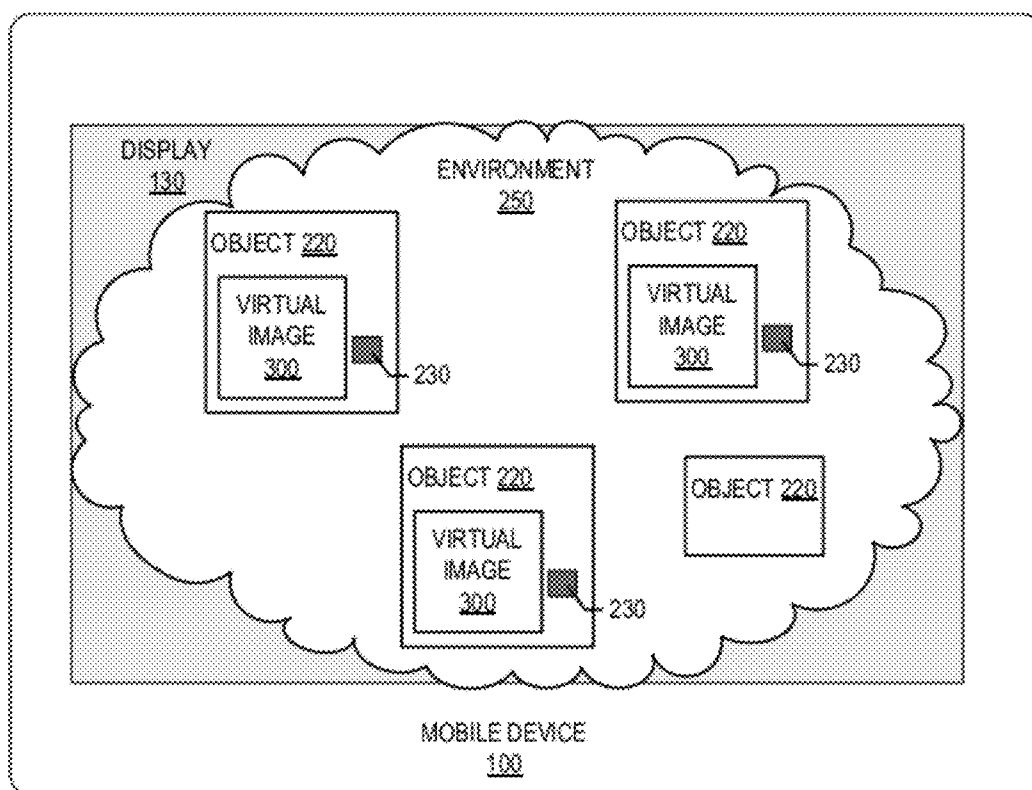 DISPLAY
130
ENVIRONMENT
250
OBJECT 220
VIRTUAL
IMAGE
300
230
OBJECT 220
VIRTUAL
IMAGE
300
230
OBJECT 220
VIRTUAL
IMAGE
300
230
OBJECT 220
MOBILE DEVICE
100